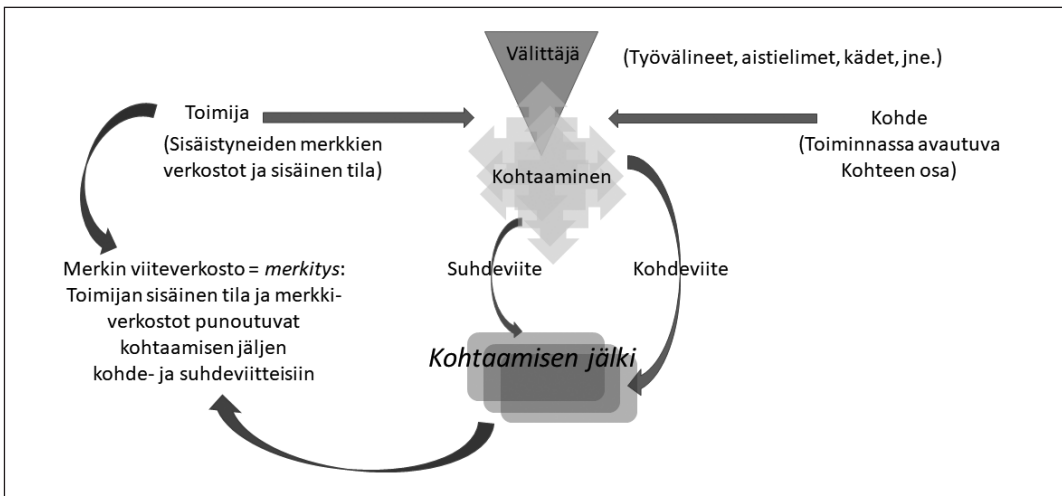 Välittäjä
(Työvälineet, aistielimet, kädet, jne.)
Toimija
(Sisäistyneiden merkkien
verkostot ja sisäinen tila)
Kohde
(Toiminnassa avautuva
Kohteen osa)
Kohtaaminen
Suhdeviite
Kohdeviite
Merkin viiteverkosto = merkitys:
Toimijan sisäinen tila ja merkki-
verkostot punoutuvat
kohtaamisen jäljen
kohde- ja suhdeviitteisiin
Kohtaamisen jälki